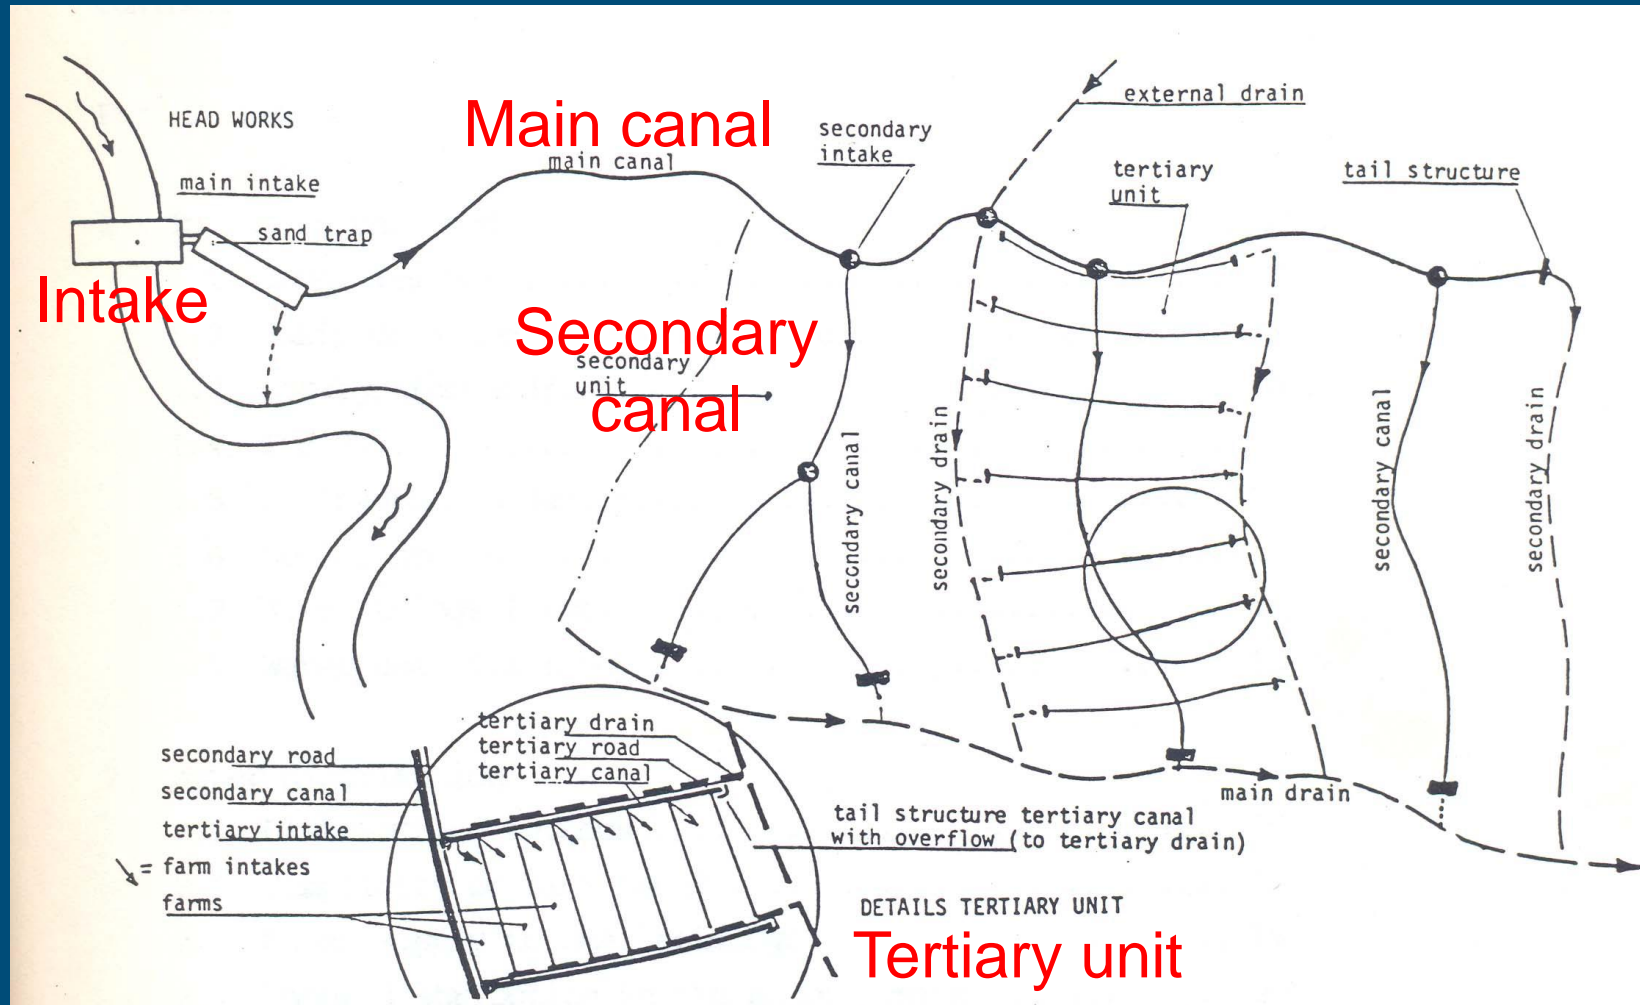 HEAD WORKS
main intake
sand trap
Intake
Main canal
main canal
secondary
intake
external drain
tertiary
unit
tail structure
Secondary
canal
secondary
unit
secondary canal
secondary drain
secondary canal
secondary drain
main drain
tertiary drain
tertiary road
tertiary canal
secondary road
secondary canal
tertiary intake
= farm intakes
farms
tail structure tertiary canal
with overflow (to tertiary drain)
DETAILS TERTIARY UNIT
Tertiary unit